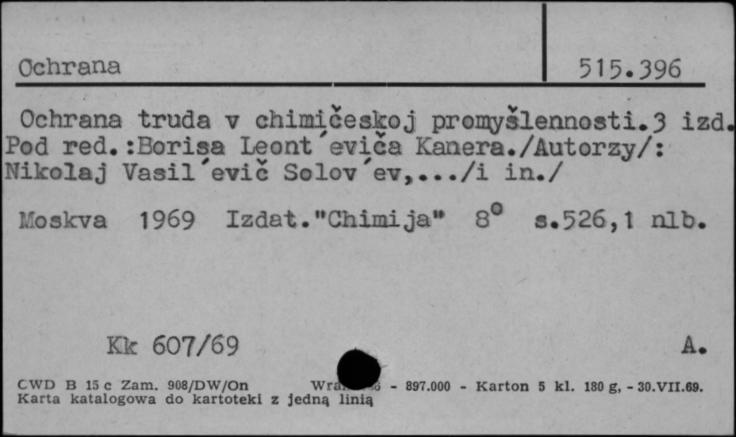 Ochrana 515.396
Ochrana truda v chimičeskoj promyšlennosti.3 izd.
Pod red.:Borisa Leont´eviča Kanera./Autorzy/:
Nikolaj Vasil´evič Solov´ev,.../i in./
Moskva 1969 Izdat."Chimija" 8° s.526,1 nlb.
Kk 607/69 A.
CWD B 15 c Zam. 908/DW/On - 897.000 - Karton 5 kl. 180 g, - 30.VII.69.
Karta katalogowa do kartoteki z jedną linią